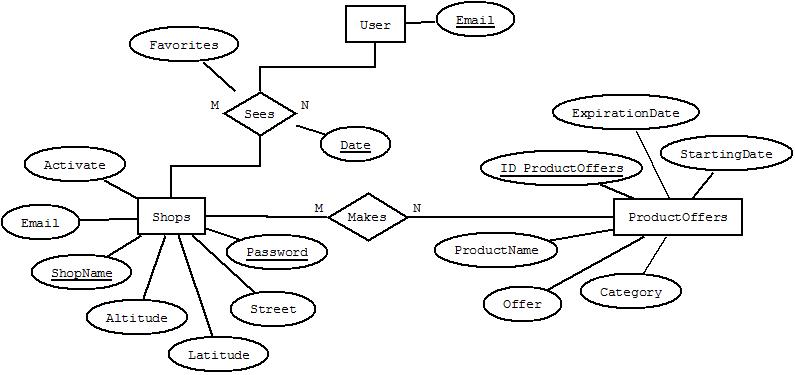 User
Email
Favorites
M
Sees
N
Date
ExpirationDate
StartingDate
ID ProductOffers
Activate
Email
Shops
M
Makes
N
ProductOffers
ShopName
Password
ProductName
Altitude
Street
Offer
Category
Latitude